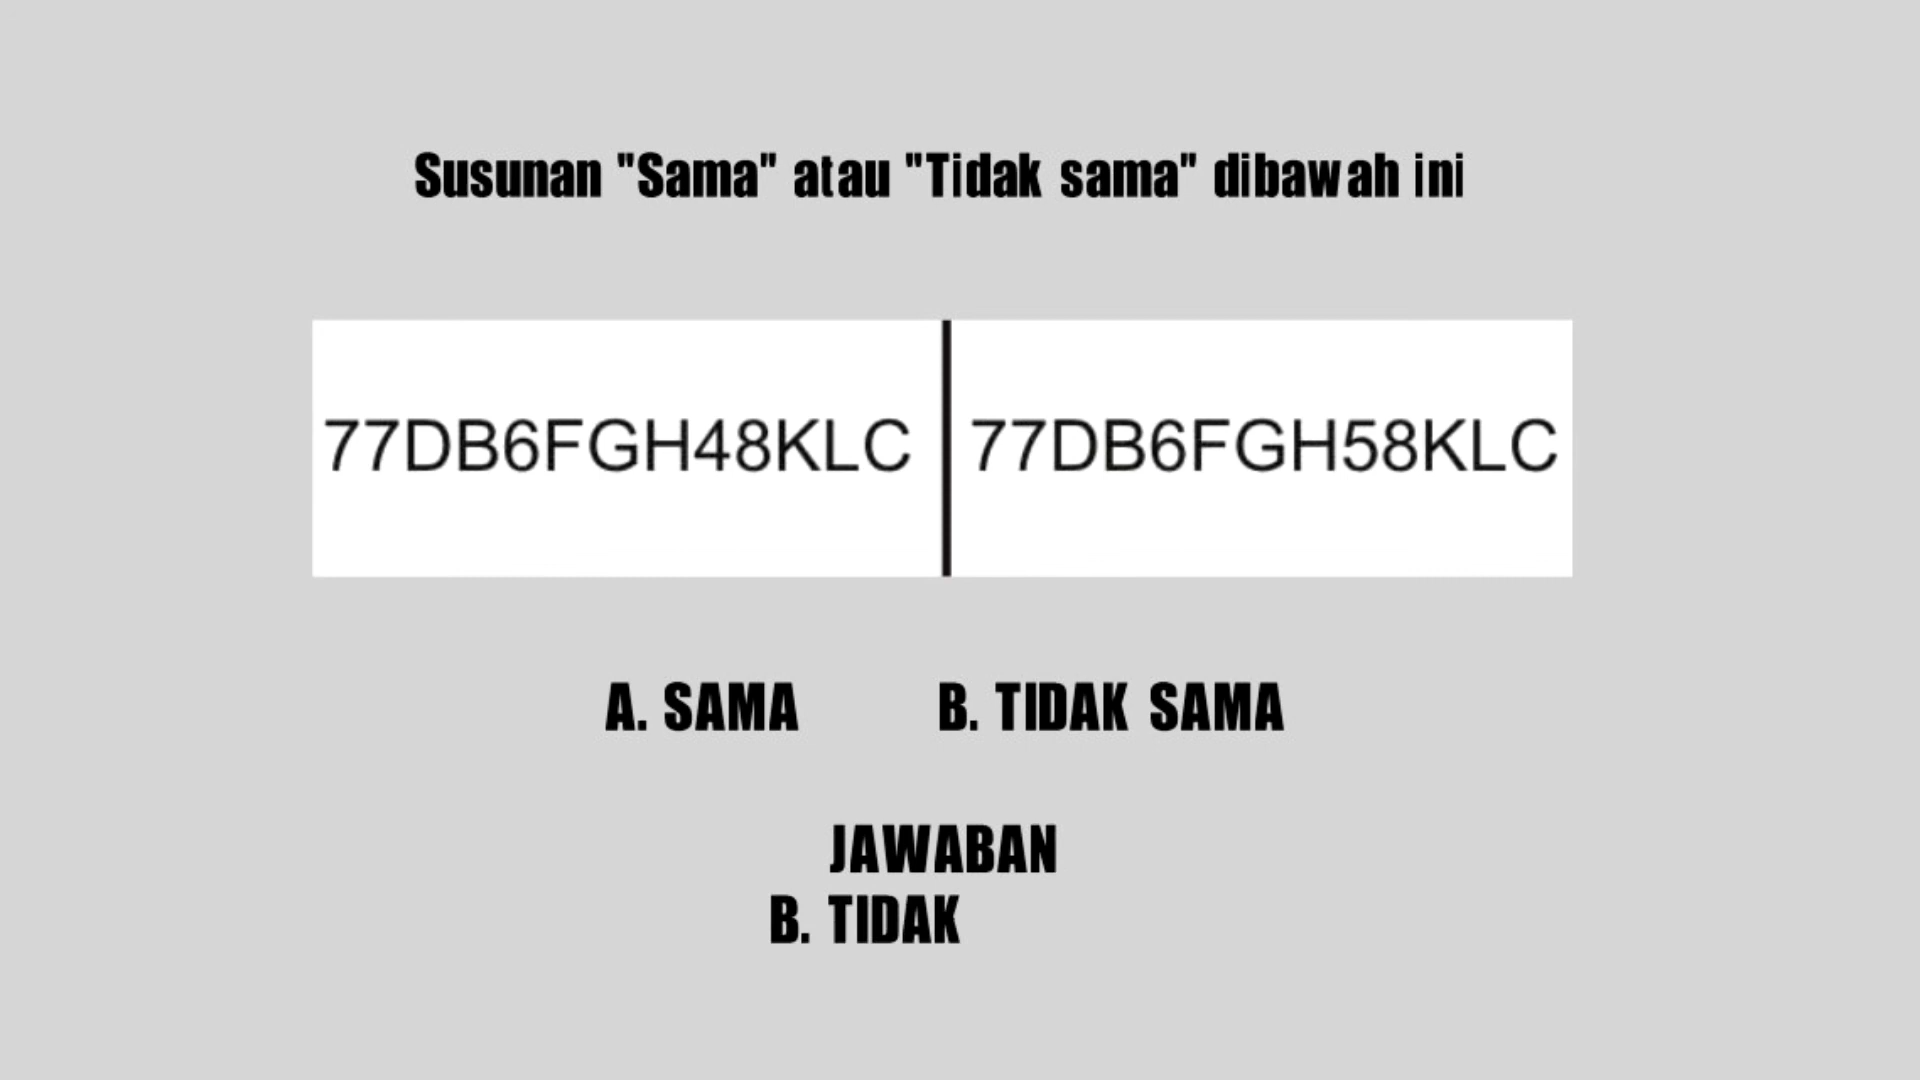 Susunan "Sama" atau "Tidak sama" dibawah ini
77DB6FGH48KLC 77DB6FGH58KLC
A. SAMA B. TIDAK SAMA
JAWABAN
B. TIDAK